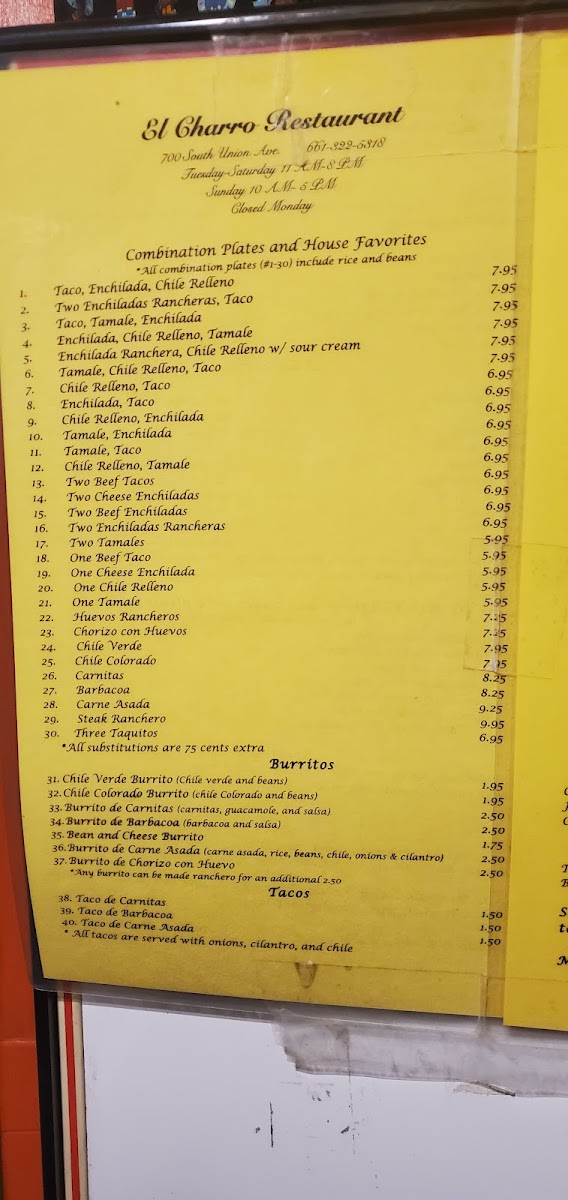 El Charro Restaurant
700 South Union Ave. 661-322-5318
Tuesday-Saturday 11 AM-8 PM
Sunday 10 AM- 5 PM
Closed Monday
Combination Plates and House Favorites
*All combination plates (#1-30) include rice and beans
1. Taco, Enchilada, Chile Relleno 7.95
2. Two Enchiladas Rancheras, Taco 7.95
3. Taco, Tamale, Enchilada 7.95
4. Enchilada, Chile Relleno, Tamale 7.95
5. Enchilada Ranchera, Chile Relleno w/ sour cream 7.95
6. Tamale, Chile Relleno, Taco 7.95
7. Chile Relleno, Taco 6.95
8. Enchilada, Taco 6.95
9. Chile Relleno, Enchilada 6.95
10. Tamale, Enchilada 6.95
11. Tamale, Taco 6.95
12. Chile Relleno, Tamale 6.95
13. Two Beef Tacos 6.95
14. Two Cheese Enchiladas 6.95
15. Two Beef Enchiladas 6.95
16. Two Enchiladas Rancheras 6.95
17. Two Tamales 5.95
18. One Beef Taco 5.95
19. One Cheese Enchilada 5.95
20. One Chile Relleno 5.95
21. One Tamale 5.95
22. Huevos Rancheros 7.25
23. Chorizo con Huevos 7.25
24. Chile Verde 7.95
25. Chile Colorado 7.95
26. Carnitas 8.25
27. Barbacoa 8.25
28. Carne Asada 9.25
29. Steak Ranchero 9.95
30. Three Taquitos 6.95
*All substitutions are 75 cents extra
Burritos
31. Chile Verde Burrito (Chile verde and beans) 1.95
32. Chile Colorado Burrito (chile Colorado and beans) 1.95
33. Burrito de Carnitas (carnitas, guacamole, and salsa) 2.50
34. Burrito de Barbacoa (barbacoa and salsa) 2.50
35. Bean and Cheese Burrito 1.75
36. Burrito de Carne Asada (carne asada, rice, beans, chile, onions & cilantro) 2.50
37. Burrito de Chorizo con Huevo 2.50
*Any burrito can be made ranchero for an additional 2.50
Tacos
38. Taco de Carnitas 1.50
39. Taco de Barbacoa 1.50
40. Taco de Carne Asada 1.50
* All tacos are served with onions, cilantro, and chile